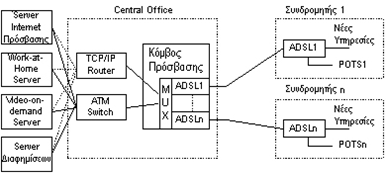 Server
Internet
Πρόσβασης
Work-at-
Home
Server
Video-on-
demand
Server
Server
Διαφημίσεων
Central Office
TCP/IP
Router
ATM
Switch
Κόμβος
Πρόσβασης
M
U
X
ADSL1
ADSLn
Συνδρομητής 1
ADSL1
Νέες
Υπηρεσίες
POTS1
Συνδρομητής n
ADSLn
Νέες
Υπηρεσίες
POTSn